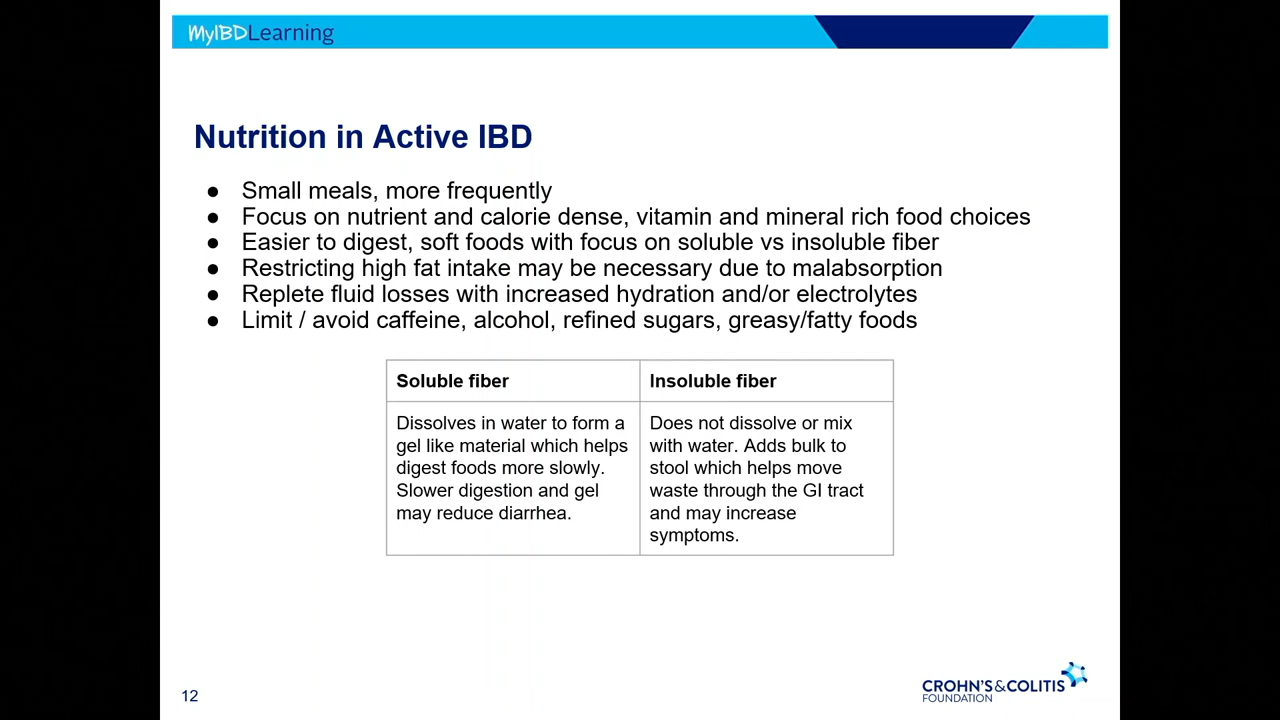 MyIBDLearning
Nutrition in Active IBD
● Small meals, more frequently
● Focus on nutrient and calorie dense, vitamin and mineral rich food choices
● Easier to digest, soft foods with focus on soluble vs insoluble fiber
● Restricting high fat intake may be necessary due to malabsorption
● Replete fluid losses with increased hydration and/or electrolytes
● Limit / avoid caffeine, alcohol, refined sugars, greasy/fatty foods
Soluble fiber
Dissolves in water to form a
gel like material which helps
digest foods more slowly.
Slower digestion and gel
may reduce diarrhea.
Insoluble fiber
Does not dissolve or mix
with water. Adds bulk to
stool which helps move
waste through the GI tract
and may increase
symptoms.
12
CROHN'S&COLITIS
FOUNDATION